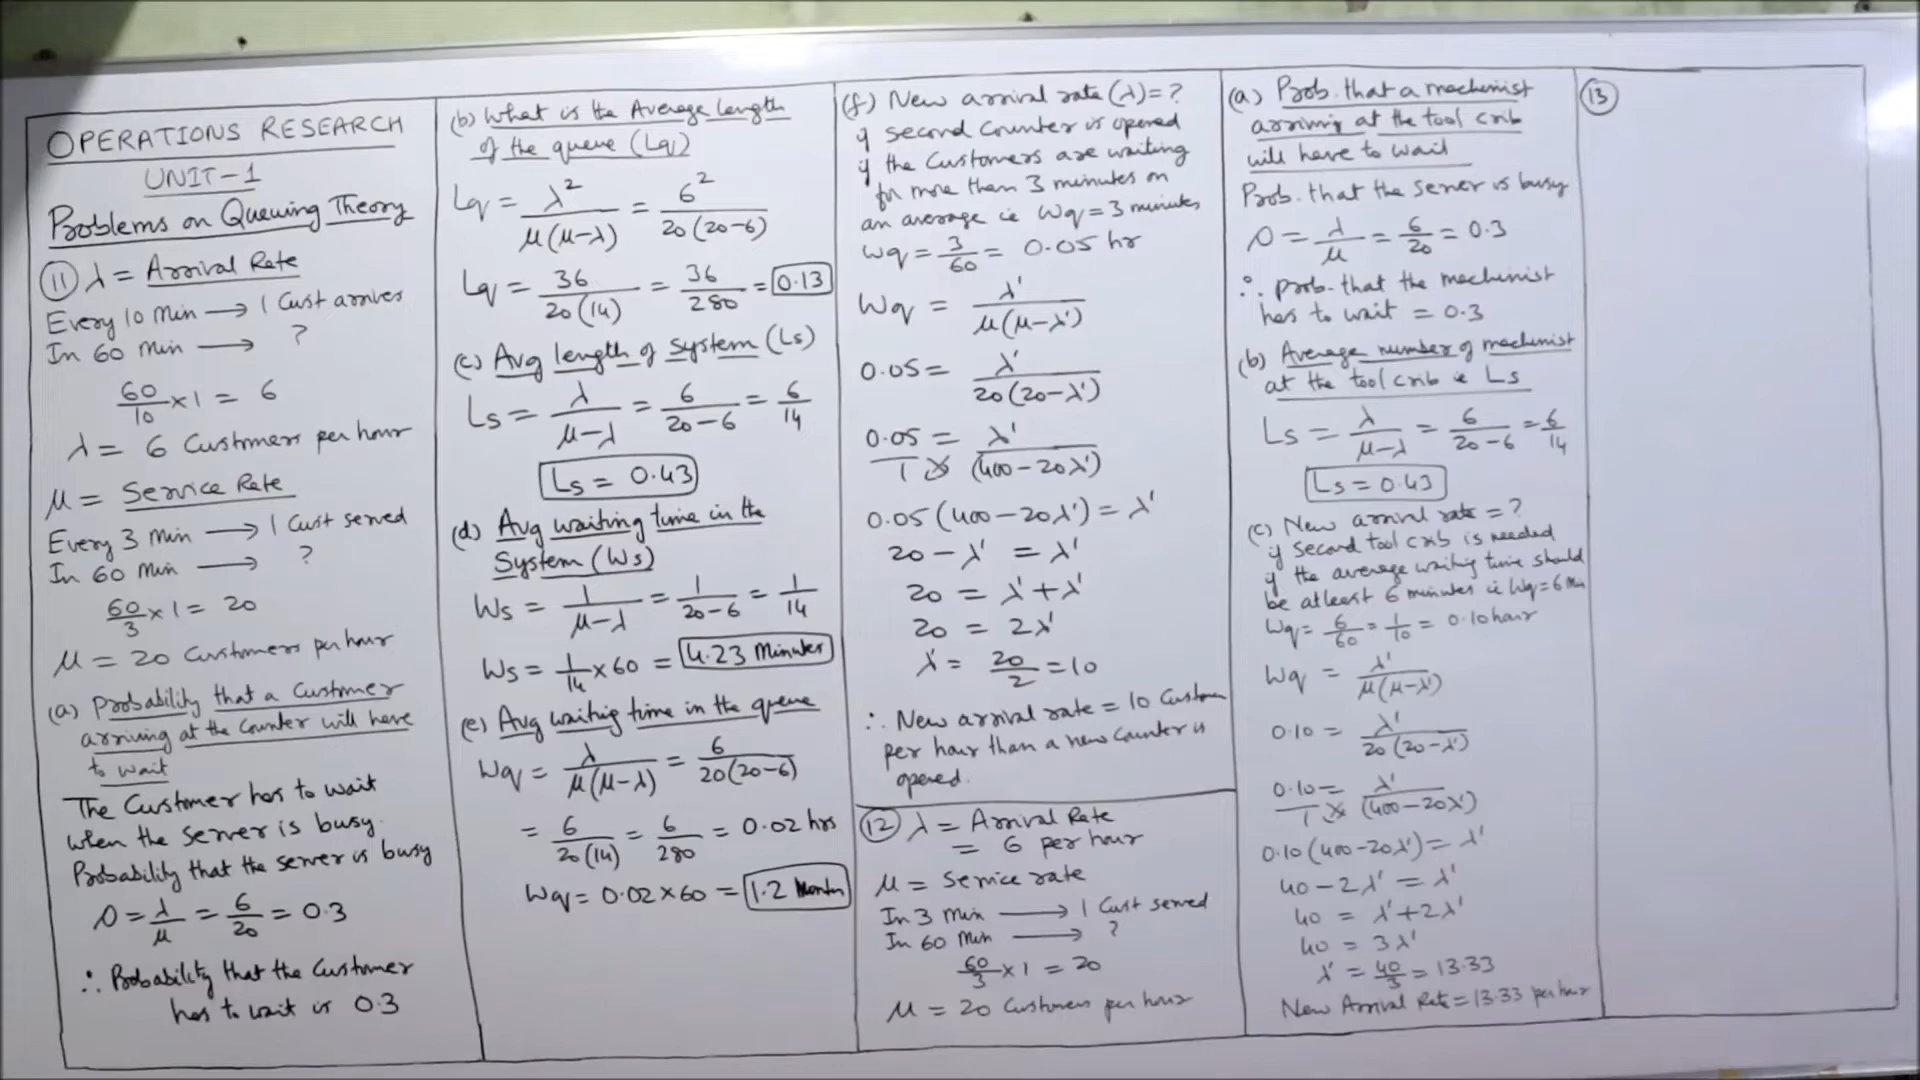 OPERATIONS RESEARCH
UNIT-1
Problems on Queuing Theory
(11) λ = Arrival Rate
Every 10 Min → 1 Cust arrives
In 60 Min → ?
60/10 × 1 = 6
λ = 6 Customers per hour
μ = Service Rate
Every 3 Min → 1 Cust served
In 60 Min → ?
60/3 × 1 = 20
μ = 20 Customers per hour
(a) Probability that a Customer
arriving at the Counter will have
to wait
The Customer has to wait
when the server is busy.
Probability that the server is busy
ρ = λ/μ = 6/20 = 0.3
∴ Probability that the Customer
has to wait is 0.3
(b) What is the Average length
of the queue (Lq)
Lq = λ²/μ(μ-λ) = 6²/20(20-6)
Lq = 36/20(14) = 36/280 = 0.13
(c) Avg length of System (Ls)
Ls = λ/μ-λ = 6/20-6 = 6/14
Ls = 0.43
(d) Avg waiting time in the
System (Ws)
Ws = 1/μ-λ = 1/20-6 = 1/14
Ws = 1/14 × 60 = 4.23 Minutes
(e) Avg waiting time in the queue
Wq = λ/μ(μ-λ) = 6/20(20-6)
= 6/20(14) = 6/280 = 0.02 hrs
Wq = 0.02 × 60 = 1.2
(f) New arrival rate (λ) = ?
if second Counter is opened
if the Customers are waiting
for more than 3 minutes on
an average ie Wq = 3 minutes
Wq = 3/60 = 0.05 hr
Wq = λ'/μ(μ-λ')
0.05 = λ'/20(20-λ')
0.05/1 = λ'/(400-20λ')
0.05 (400-20λ') = λ'
20 - λ' = λ'
20 = λ' + λ'
20 = 2λ'
λ' = 20/2 = 10
∴ New arrival rate = 10 Custom
per hour than a new Counter is
opened.
(12) λ = Arrival Rate
= 6 per hour
μ = Service rate
In 3 Min → 1 Cust served
In 60 Min → ?
60/3 × 1 = 20
μ = 20 Customers per hour
(a) Prob. that a machinist
arriving at the tool crib
will have to wait
Prob. that the server is busy
ρ = λ/μ = 6/20 = 0.3
∴ prob. that the machinist
has to wait = 0.3
(b) Average number of machinist
at the tool crib ie Ls
Ls = λ/μ-λ = 6/20-6 = 6/14
Ls = 0.43
(c) New arrival rate = ?
if second tool crib is needed
if the average waiting time should
be atleast 6 minutes ie Wq = 6 Min
Wq = 6/60 = 1/10 = 0.10 hour
Wq = λ'/μ(μ-λ')
0.10 = λ'/20(20-λ')
0.10/1 = λ'/(400-20λ')
0.10 (400-20λ') = λ'
40 - 2λ' = λ'
40 = λ' + 2λ'
40 = 3λ'
λ' = 40/3 = 13.33
New Arrival Rate = 13.33 per hour
(13)